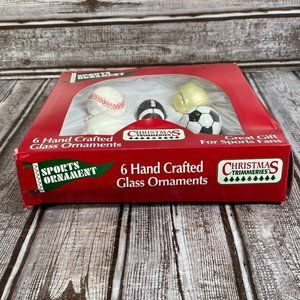 SPORTS
ORNAMENT
6 Hand Crafted
Glass Ornaments
CHRISTMAS
TRIMMERIES
Great Gift
For Sports Fans
SPORTS
ORNAMENT
6 Hand Crafted
Glass Ornaments
CHRISTMAS
TRIMMERIES